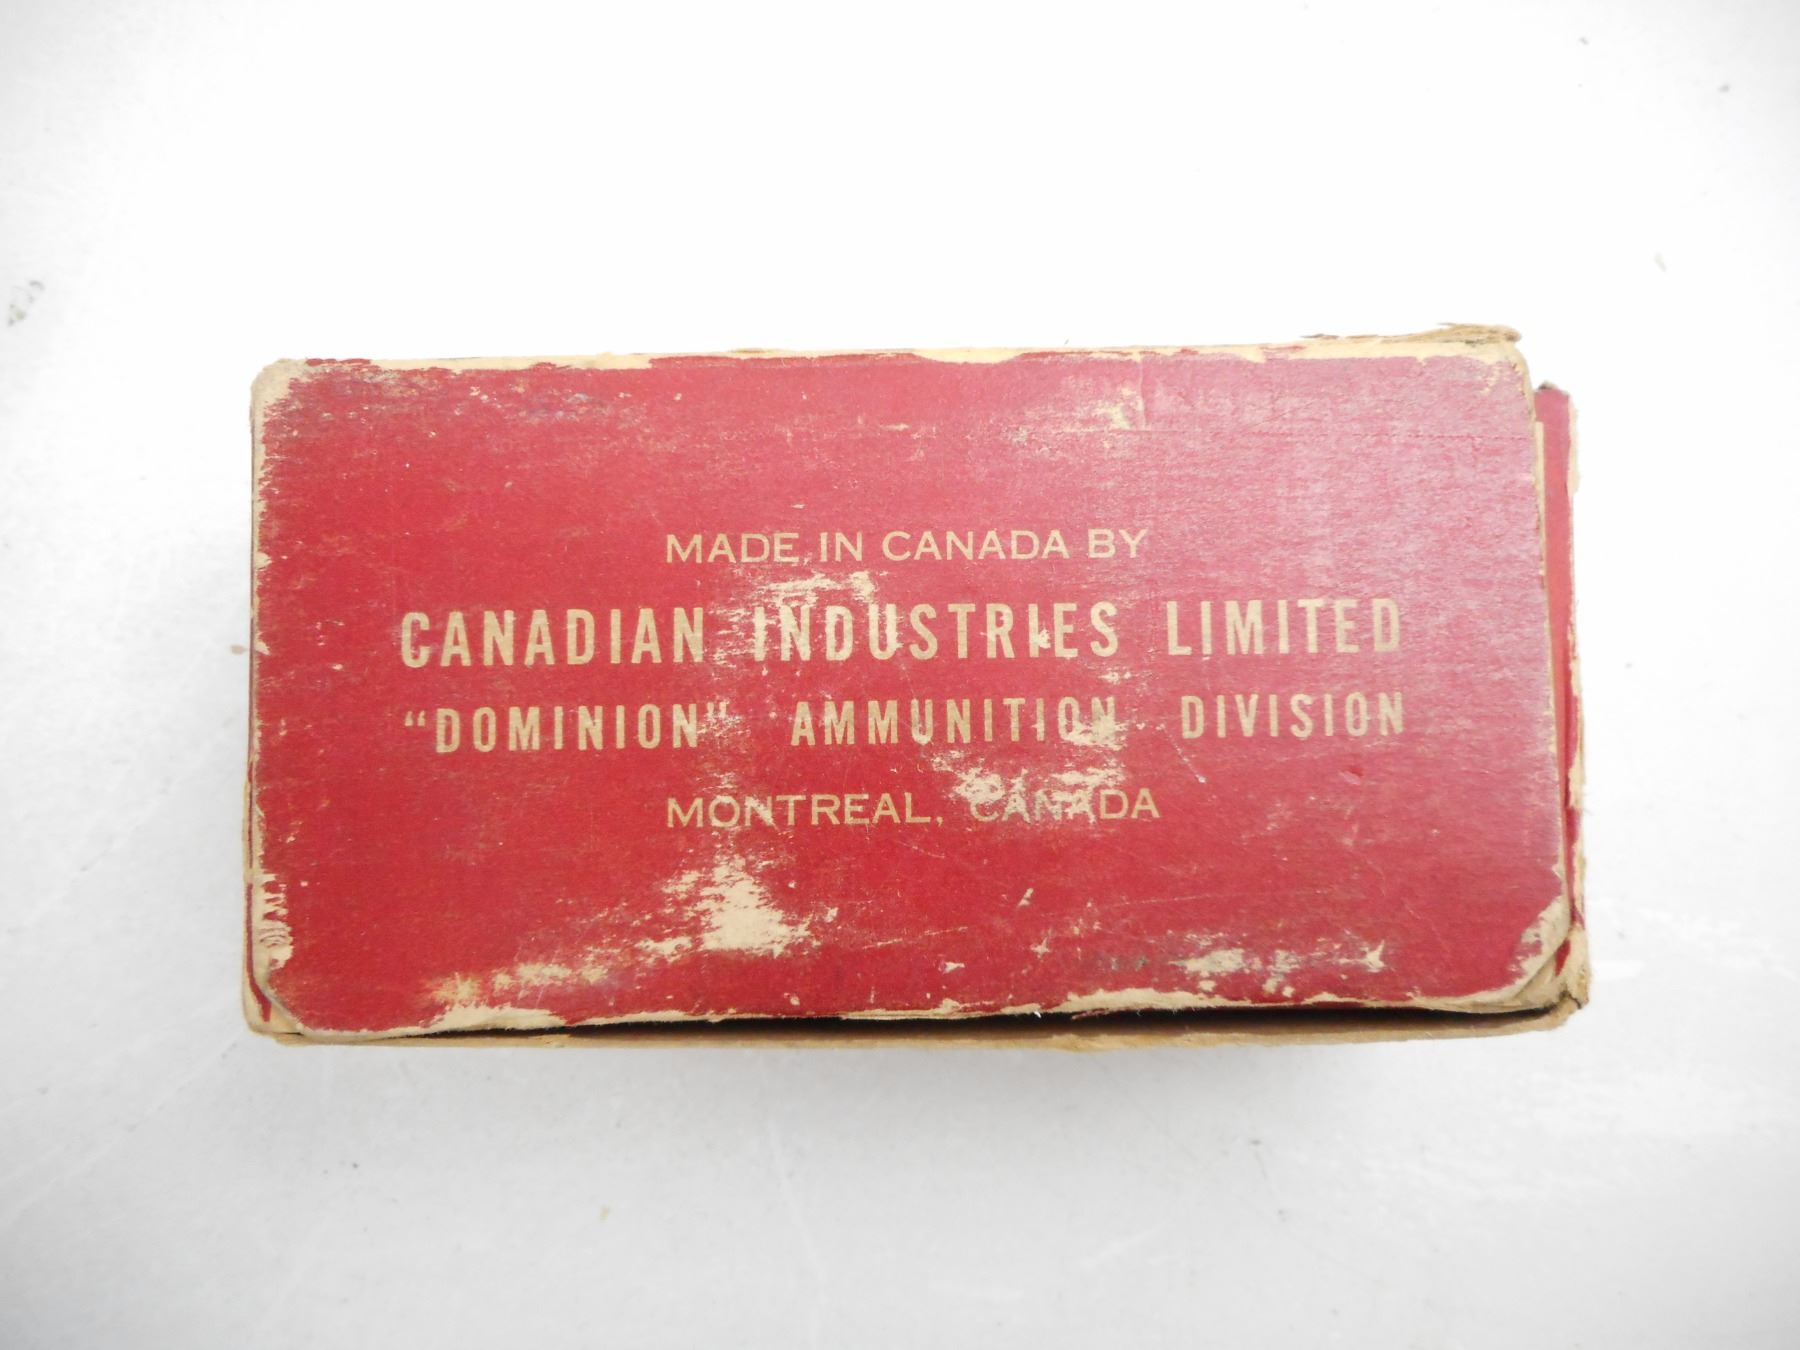 MADE IN CANADA BY
CANADIAN INDUSTRIES LIMITED
"DOMINION" AMMUNITION DIVISION
MONTREAL, CANADA